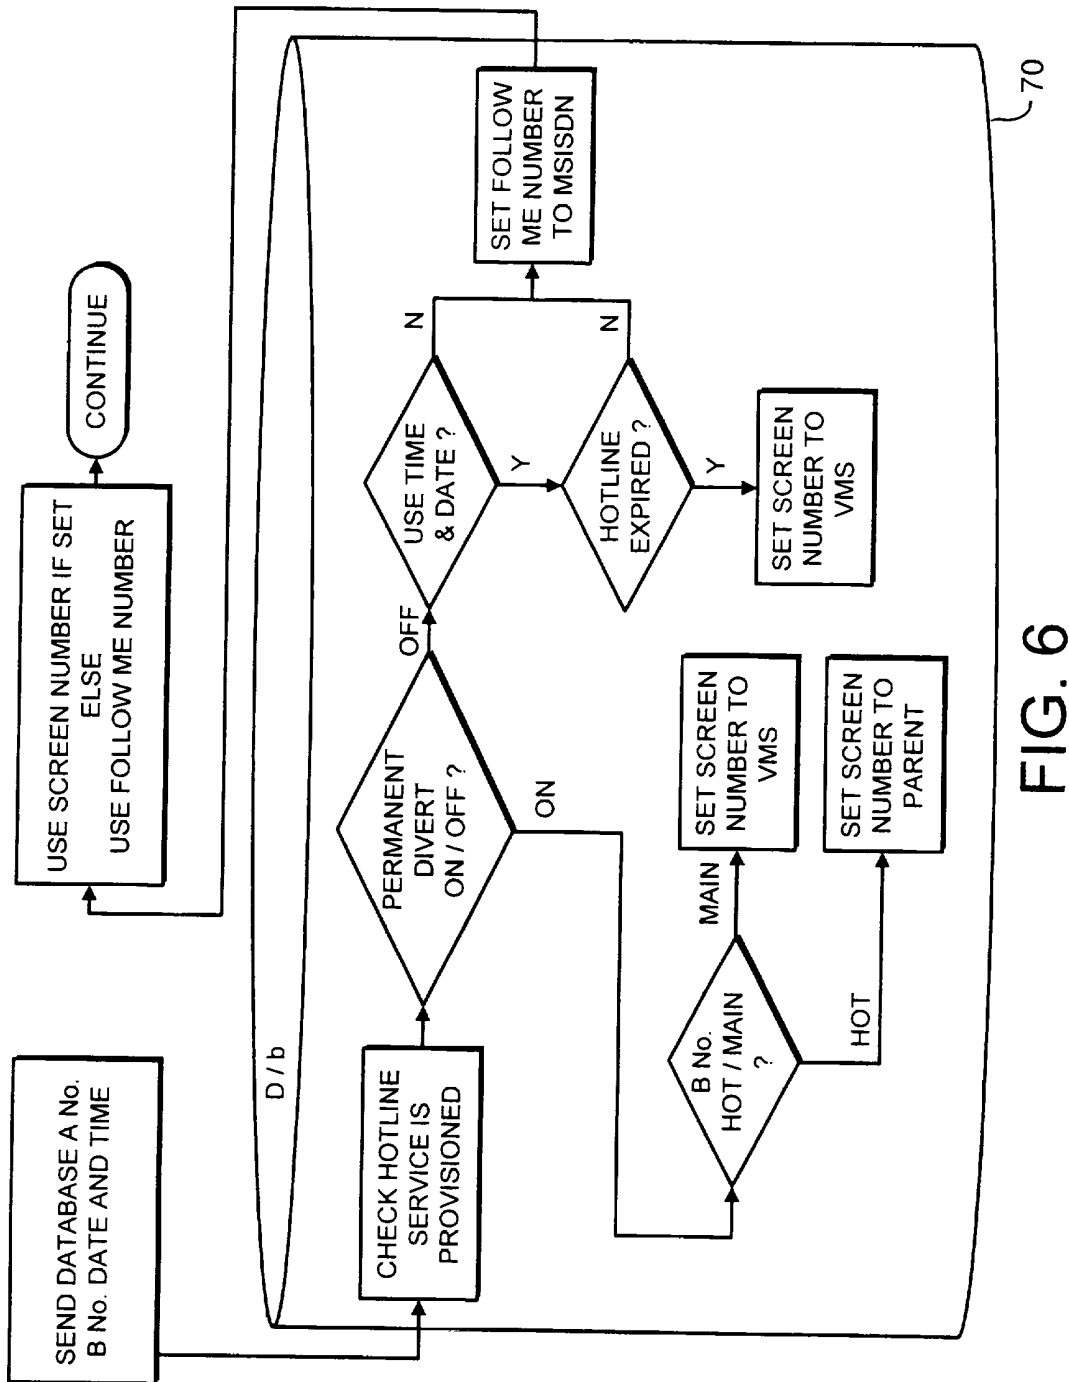 SEND DATABASE A No.
B No. DATE AND TIME
USE SCREEN NUMBER IF SET
ELSE
USE FOLLOW ME NUMBER
CONTINUE
D / b
CHECK HOTLINE
SERVICE IS
PROVISIONED
PERMANENT
DIVERT
ON / OFF ?
OFF
ON
USE TIME
& DATE ?
N
Y
HOTLINE
EXPIRED ?
N
Y
SET FOLLOW
ME NUMBER
TO MSISDN
SET SCREEN
NUMBER TO
VMS
B No.
HOT / MAIN
?
MAIN
HOT
SET SCREEN
NUMBER TO
VMS
SET SCREEN
NUMBER TO
PARENT
70
FIG. 6